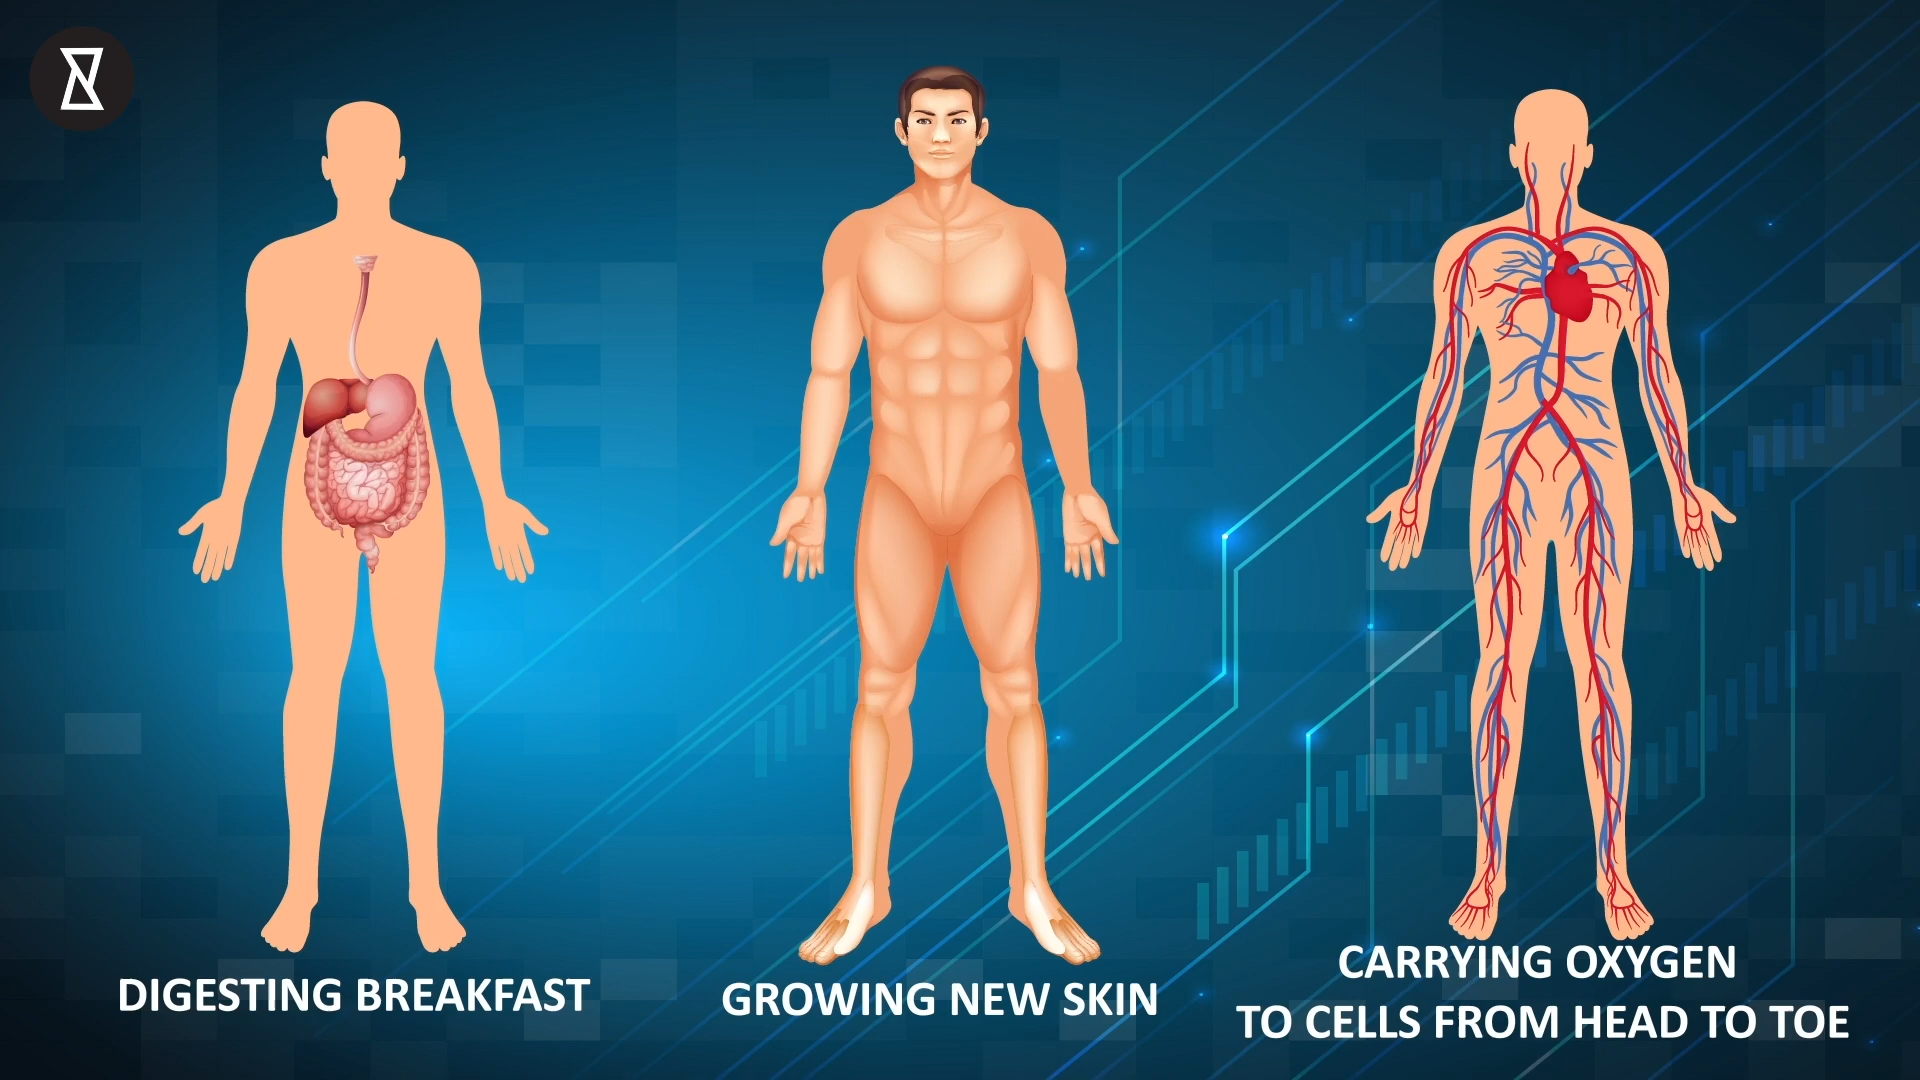 DIGESTING BREAKFAST
GROWING NEW SKIN
CARRYING OXYGEN
TO CELLS FROM HEAD TO TOE